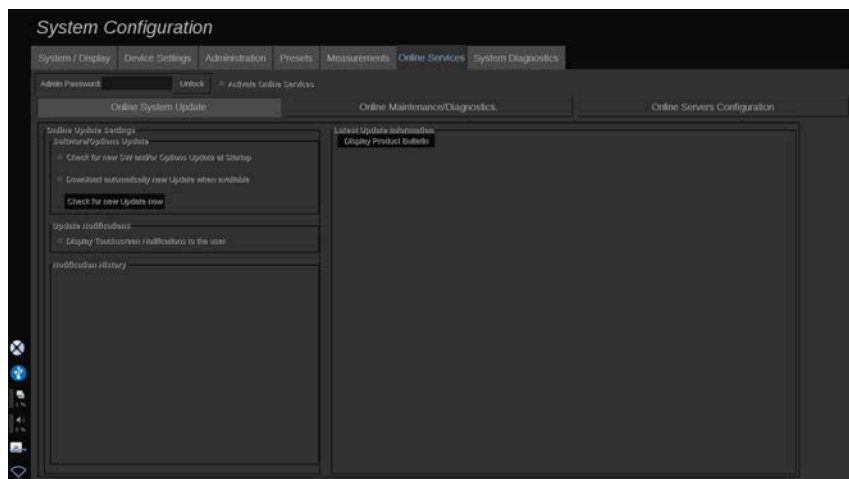 System Configuration
System / Display Device Settings Administration Presets Measurements Online Services System Diagnostics
Admin Password: Unlock Activate Online Services
Online System Update Online Maintenance/Diagnostics. Online Servers Configuration
Online Update Settings
Software/Options Update
Check for new SW and/or Options Update at Startup
Download automatically new Update when available
Check for new Update now
Update Notifications
Display Touchscreen Notifications to the user
Notification History
Latest Update Information
Display Product Bulletin